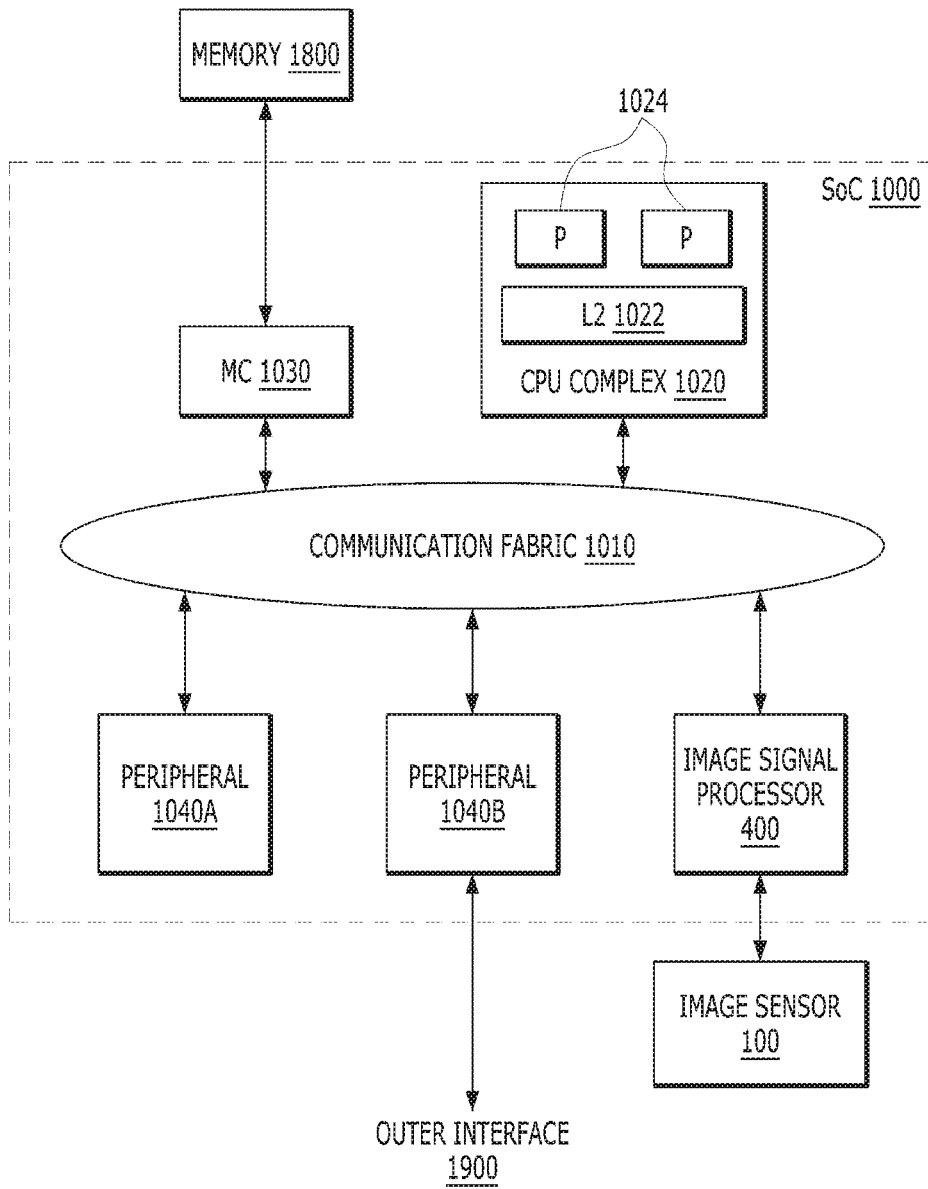 MEMORY 1800
1024
SoC 1000
P P
L2 1022
CPU COMPLEX 1020
MC 1030
COMMUNICATION FABRIC 1010
PERIPHERAL
1040A
PERIPHERAL
1040B
IMAGE SIGNAL
PROCESSOR
400
IMAGE SENSOR
100
OUTER INTERFACE
1900